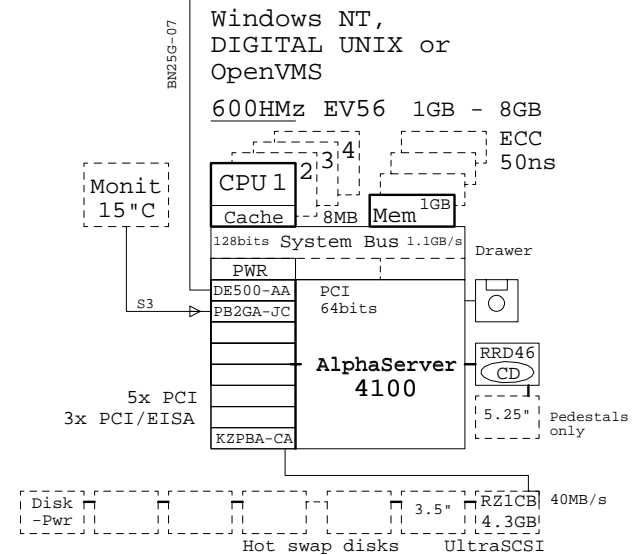 Windows NT,
DIGITAL UNIX or
OpenVMS
BN25G-07
600HMz EV56 1GB - 8GB
ECC
50ns
4
3
2
CPU 1
Cache
8MB
Mem
1GB
Monit
15"C
128bits System Bus 1.1GB/s
Drawer
PWR
DE500-AA
PCI
64bits
S3
PB2GA-JC
AlphaServer
4100
RRD46
CD
5x PCI
3x PCI/EISA
5.25"
Pedestals
only
KZPBA-CA
Disk
-Pwr
3.5"
RZ1CB
4.3GB
40MB/s
Hot swap disks
UltraSCSI